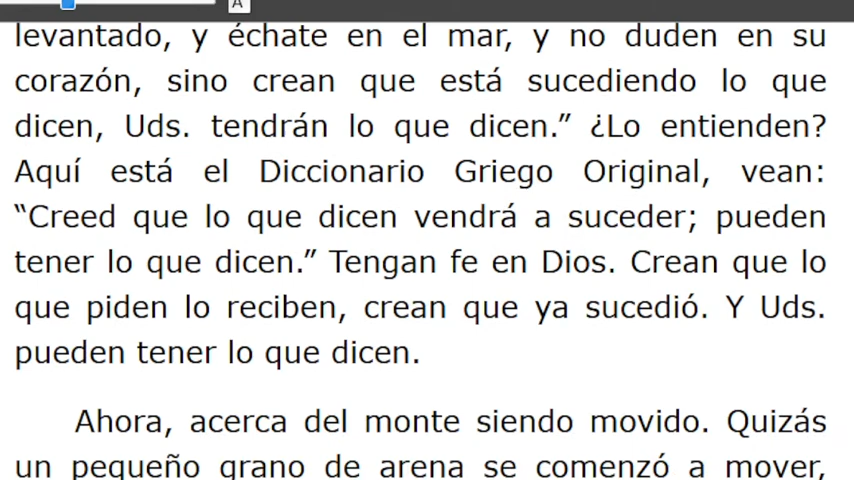 A
levantado, y échate en el mar, y no duden en su
corazón, sino crean que está sucediendo lo que
dicen, Uds. tendrán lo que dicen.” ¿Lo entienden?
Aquí está el Diccionario Griego Original, vean:
“Creed que lo que dicen vendrá a suceder; pueden
tener lo que dicen.” Tengan fe en Dios. Crean que lo
que piden lo reciben, crean que ya sucedió. Y Uds.
pueden tener lo que dicen.
Ahora, acerca del monte siendo movido. Quizás
un pequeño grano de arena se comenzó a mover,